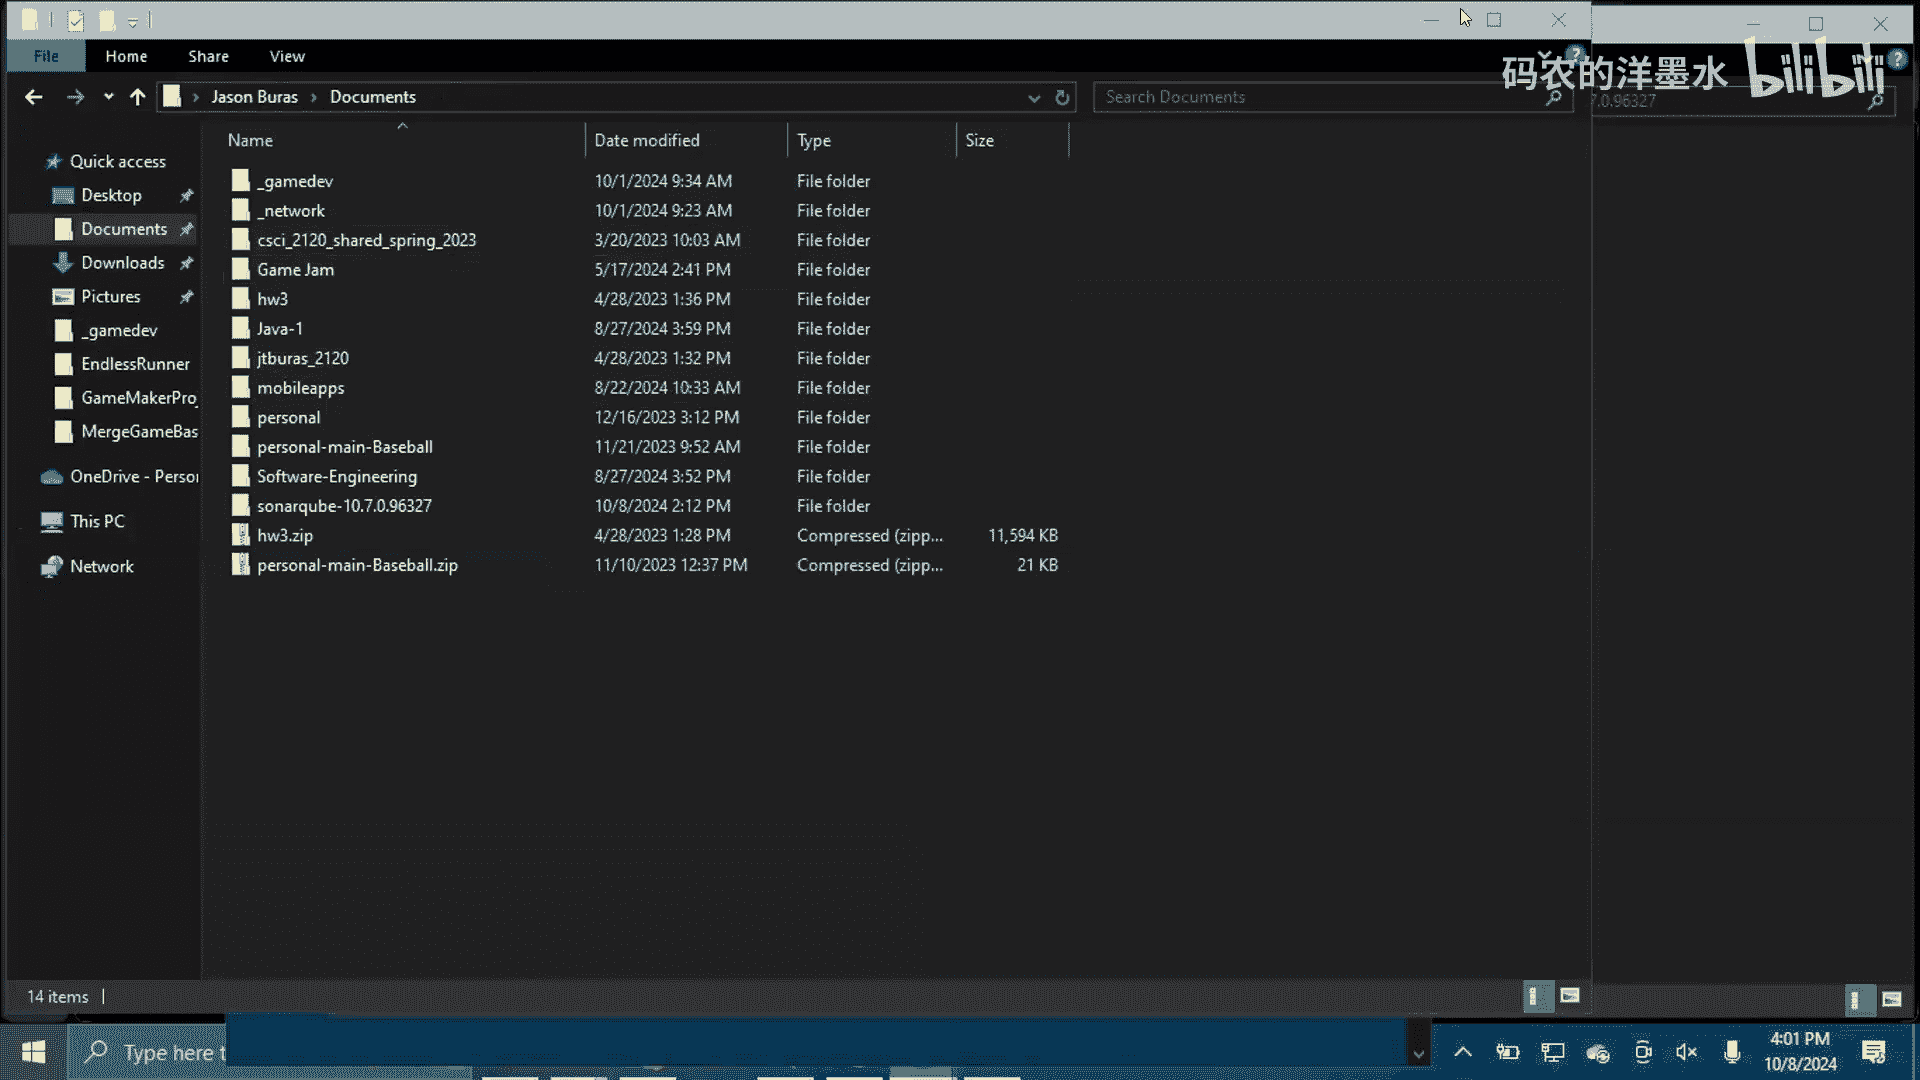 File Home Share View
码农的洋墨水 bilibili
Jason Buras > Documents
Search Documents
7.0.96327
Name Date modified Type Size
Quick access
Desktop
Documents
Downloads
Pictures
_gamedev
EndlessRunner
GameMakerProj
MergeGameBas
OneDrive - Person
This PC
Network
_gamedev 10/1/2024 9:34 AM File folder
_network 10/1/2024 9:23 AM File folder
csci_2120_shared_spring_2023 3/20/2023 10:03 AM File folder
Game Jam 5/17/2024 2:41 PM File folder
hw3 4/28/2023 1:36 PM File folder
Java-1 8/27/2024 3:59 PM File folder
jtburas_2120 4/28/2023 1:32 PM File folder
mobileapps 8/22/2024 10:33 AM File folder
personal 12/16/2023 3:12 PM File folder
personal-main-Baseball 11/21/2023 9:52 AM File folder
Software-Engineering 8/27/2024 3:52 PM File folder
sonarqube-10.7.0.96327 10/8/2024 2:12 PM File folder
hw3.zip 4/28/2023 1:28 PM Compressed (zipp... 11,594 KB
personal-main-Baseball.zip 11/10/2023 12:37 PM Compressed (zipp... 21 KB
14 items
Type here t
4:01 PM
10/8/2024